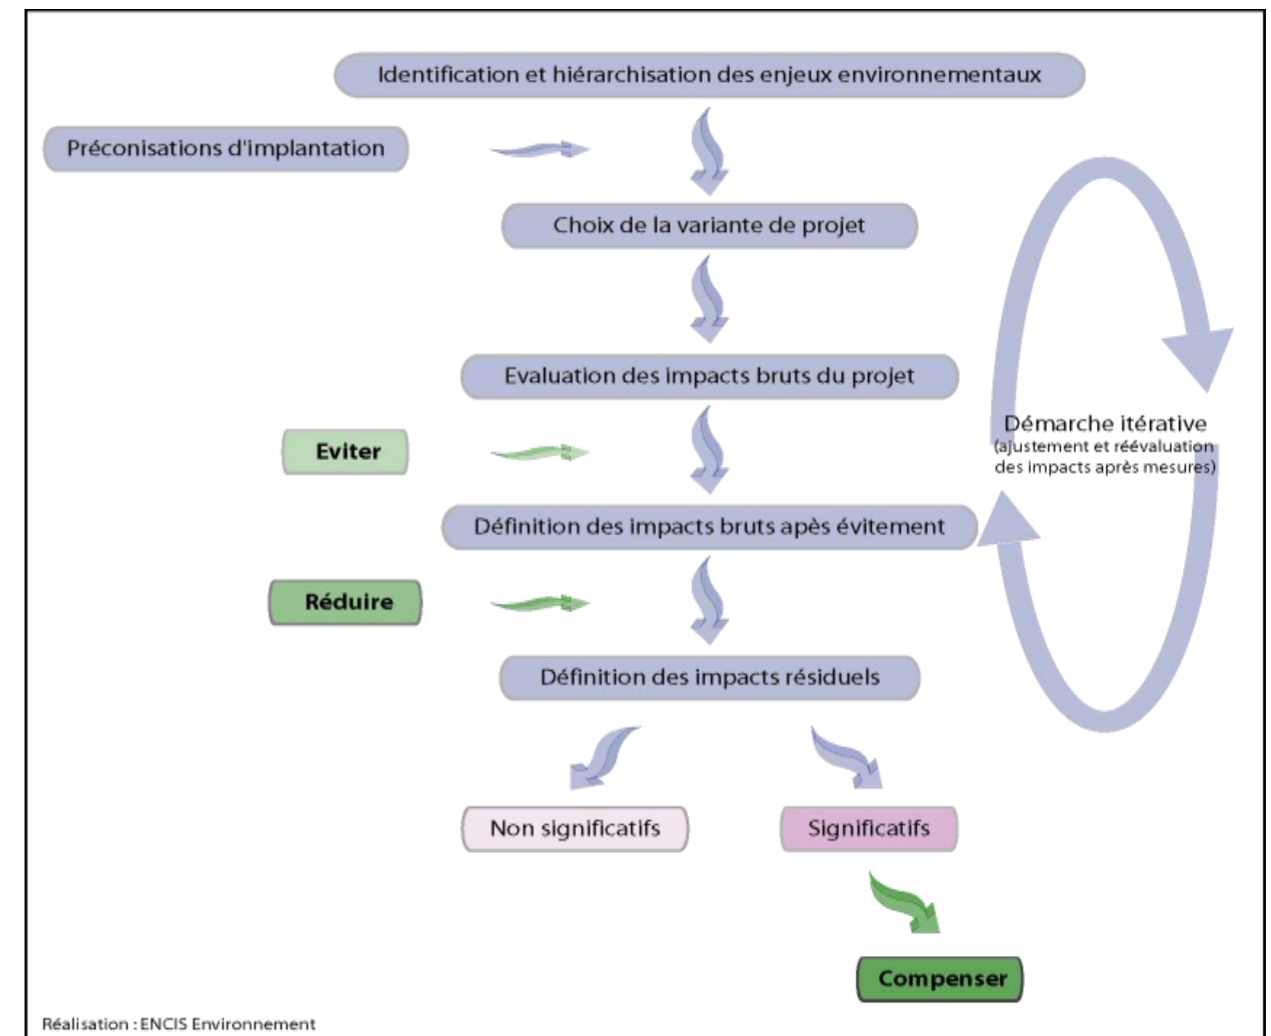 Identification et hiérarchisation des enjeux environnementaux
Préconisations d'implantation
Choix de la variante de projet
Evaluation des impacts bruts du projet
Démarche itérative
(ajustement et réévaluation
des impacts après mesures)
Eviter
Définition des impacts bruts apès évitement
Réduire
Définition des impacts résiduels
Non significatifs
Significatifs
Compenser
Réalisation : ENCIS Environnement